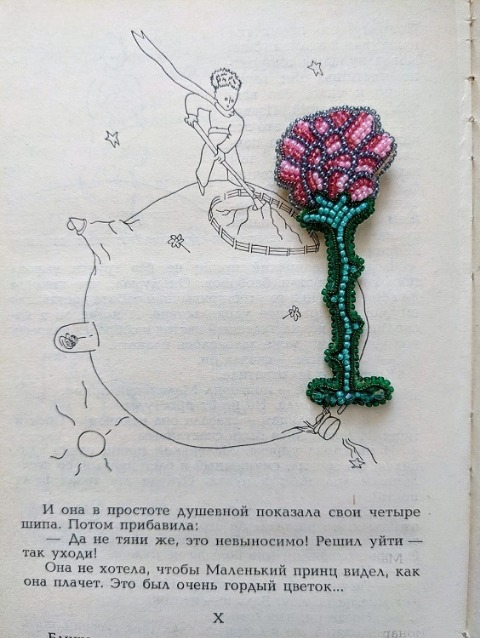 И она в простоте душевной показала свои четыре
шипа. Потом прибавила:
— Да не тяни же, это невыносимо! Решил уйти —
так уходи!
Она не хотела, чтобы Маленький принц видел, как
она плачет. Это был очень гордый цветок...
X